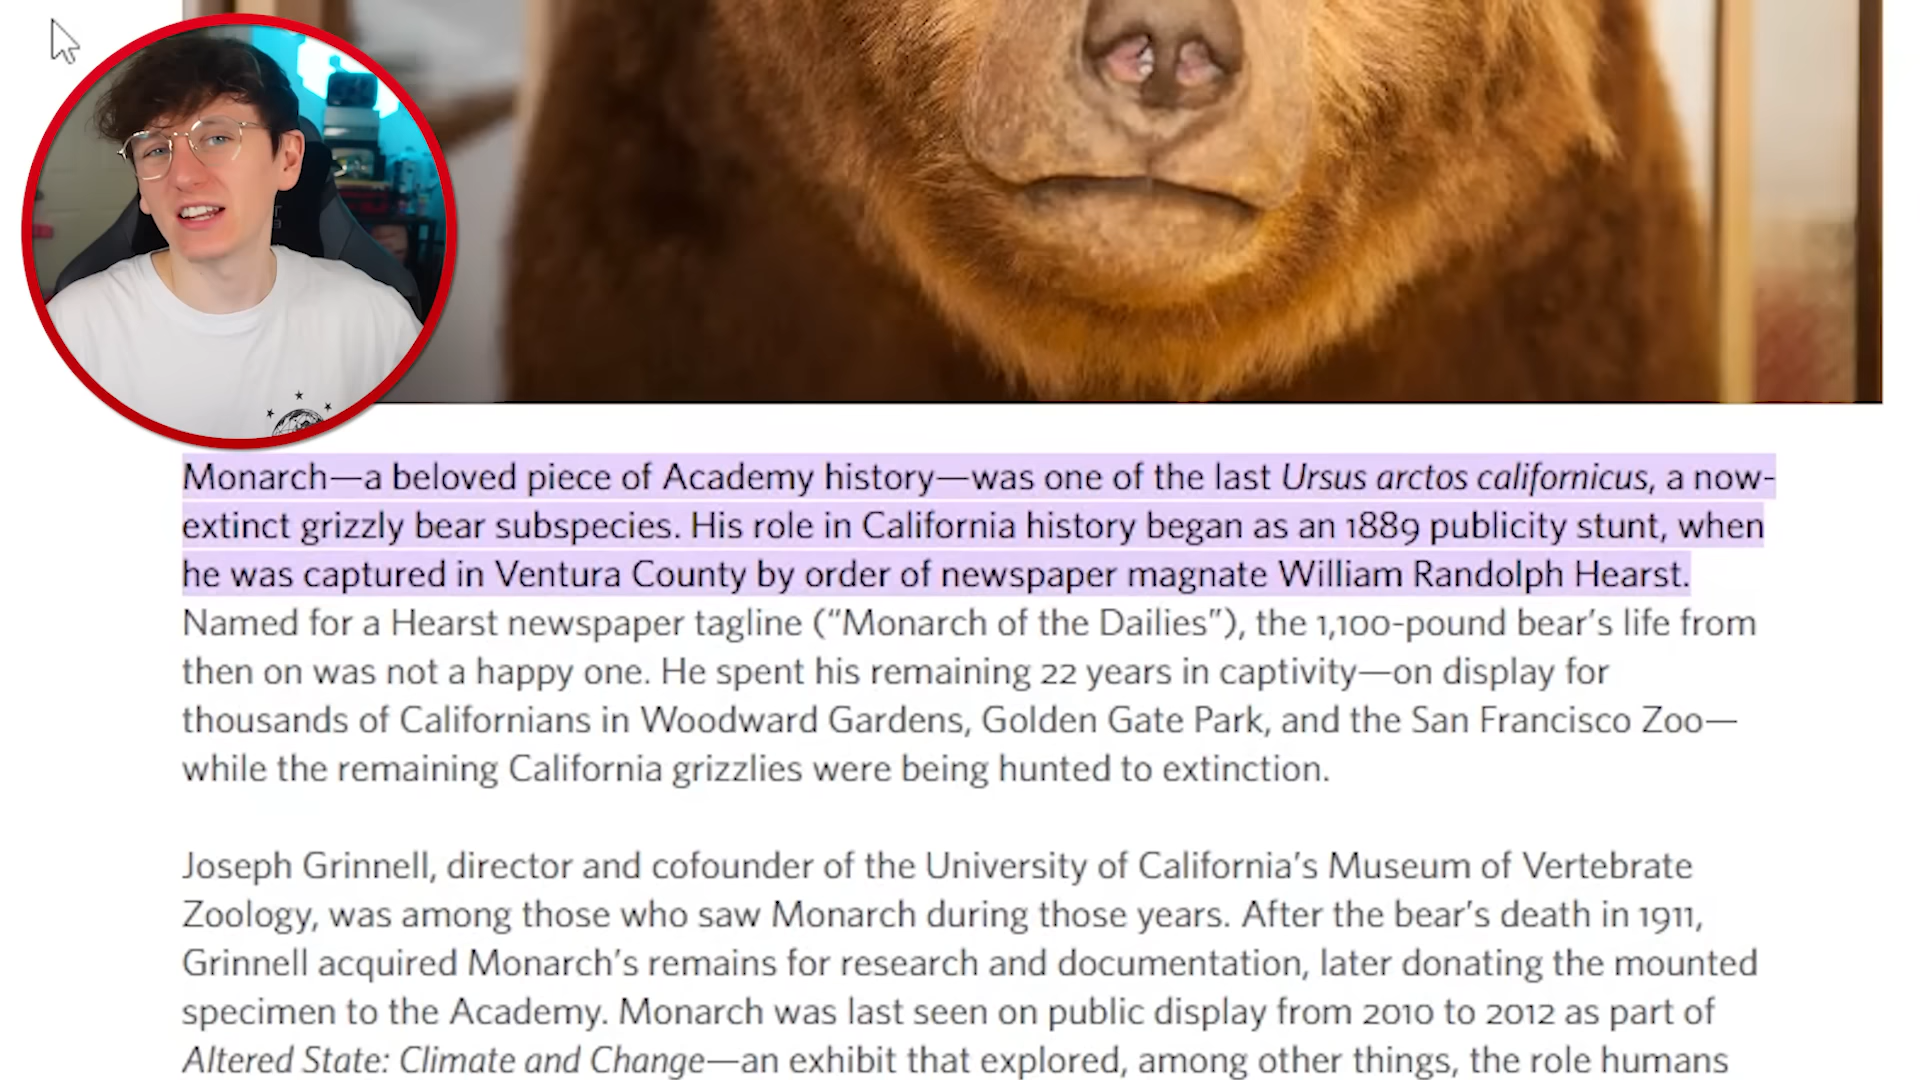 Monarch—a beloved piece of Academy history—was one of the last Ursus arctos californicus, a now-
extinct grizzly bear subspecies. His role in California history began as an 1889 publicity stunt, when
he was captured in Ventura County by order of newspaper magnate William Randolph Hearst.
Named for a Hearst newspaper tagline (“Monarch of the Dailies”), the 1,100-pound bear’s life from
then on was not a happy one. He spent his remaining 22 years in captivity—on display for
thousands of Californians in Woodward Gardens, Golden Gate Park, and the San Francisco Zoo—
while the remaining California grizzlies were being hunted to extinction.
Joseph Grinnell, director and cofounder of the University of California’s Museum of Vertebrate
Zoology, was among those who saw Monarch during those years. After the bear’s death in 1911,
Grinnell acquired Monarch’s remains for research and documentation, later donating the mounted
specimen to the Academy. Monarch was last seen on public display from 2010 to 2012 as part of
Altered State: Climate and Change—an exhibit that explored, among other things, the role humans